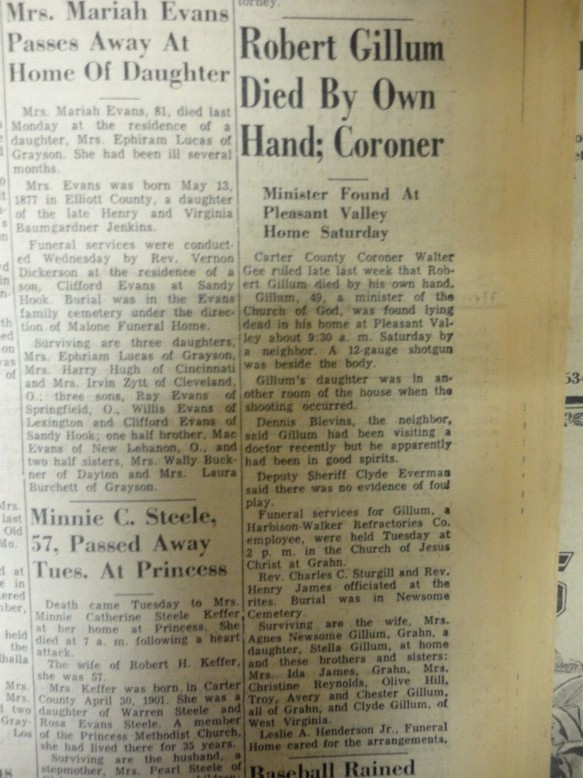 Mrs. Mariah Evans
Passes Away At
Home Of Daughter
Mrs. Mariah Evans, 81, died last
Monday at the residence of a
daughter, Mrs. Ephiram Lucas of
Grayson. She had been ill several
months.
Mrs. Evans was born May 13,
1877 in Elliott County, a daughter
of the late Henry and Virginia
Baumgardner Jenkins.
Funeral services were conduct-
ed Wednesday by Rev. Vernon
Dickerson at the residence of a
son, Clifford Evans at Sandy
Hook. Burial was in the Evans
family cemetery under the direc-
tion of Malone Funeral Home.
Surviving are three daughters,
Mrs. Ephriam Lucas of Grayson,
Mrs. Harry Hugh of Cincinnati
and Mrs. Irvin Zytt of Cleveland,
O.; three sons, Ray Evans of
Springfield, O., Willis Evans of
Lexington and Clifford Evans of
Sandy Hook; one half brother, Mac
Evans of New Lebanon, O., and
two half sisters, Mrs. Wally Buck-
ner of Dayton and Mrs. Laura
Burchett of Grayson.
Minnie C. Steele,
57, Passed Away
Tues. At Princess
Death came Tuesday to Mrs.
Minnie Catherine Steele Keffer
at her home at Princess. She
died at 7 a. m. following a heart
attack.
The wife of Robert H. Keffer,
she was 57.
Mrs. Keffer was born in Carter
County April 30, 1901. She was a
daughter of Warren Steele and
Rosa Evans Steele. A member
of the Princess Methodist Church,
she had lived there for 35 years.
Surviving are the husband, a
stepmother, Mrs. Pearl Steele of
torney.
Robert Gillum
Died By Own
Hand; Coroner
Minister Found At
Pleasant Valley
Home Saturday
Carter County Coroner Walter
Gee ruled late last week that Rob-
ert Gillum died by his own hand.
Gillum, 49, a minister of the
Church of God, was found lying
dead in his home at Pleasant Val-
ley about 9:30 a. m. Saturday by
a neighbor. A 12-gauge shotgun
was beside the body.
Gillum's daughter was in an-
other room of the house when the
shooting occurred.
Dennis Blevins, the neighbor,
said Gillum had been visiting a
doctor recently but he apparently
had been in good spirits.
Deputy Sheriff Clyde Everman
said there was no evidence of foul
play.
Funeral services for Gillum, a
Harbison-Walker Refractories Co.
employee, were held Tuesday at
2 p. m. in the Church of Jesus
Christ at Grahn.
Rev. Charles C. Sturgill and Rev.
Henry James officiated at the
rites. Burial was in Newsome
Cemetery.
Surviving are the wife, Mrs.
Agnes Newsome Gillum, Grahn, a
daughter, Stella Gillum, at home
and these brothers and sisters:
Mrs. Ida James, Grahn, Mrs.
Christine Reynolds, Olive Hill,
Troy, Avery and Chester Gillum,
all of Grahn, and Clyde Gillum, of
West Virginia.
Leslie A. Henderson Jr., Funeral
Home cared for the arrangements.
Baseball Rained